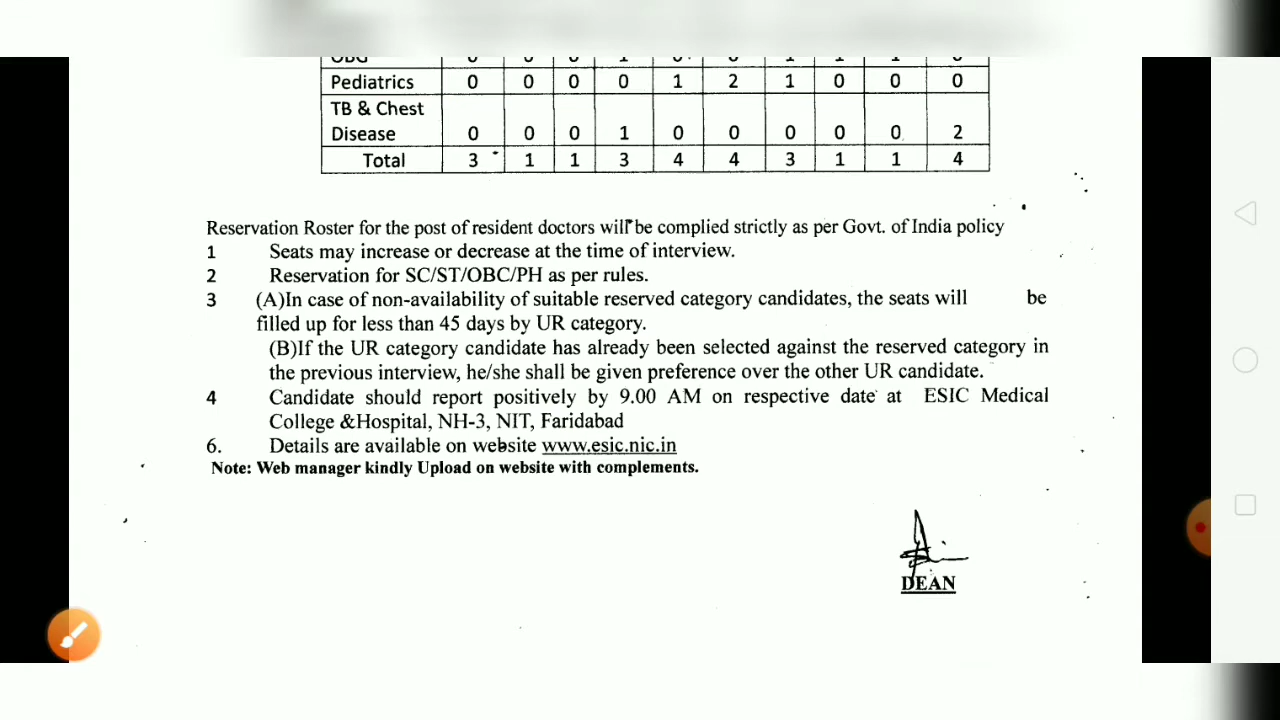 Pediatrics 0 0 0 0 1 2 1 0 0 0
TB & Chest
Disease 0 0 0 1 0 0 0 0 0 2
Total 3 1 1 3 4 4 3 1 1 4
Reservation Roster for the post of resident doctors will be complied strictly as per Govt. of India policy
1 Seats may increase or decrease at the time of interview.
2 Reservation for SC/ST/OBC/PH as per rules.
3 (A)In case of non-availability of suitable reserved category candidates, the seats will be
filled up for less than 45 days by UR category.
(B)If the UR category candidate has already been selected against the reserved category in
the previous interview, he/she shall be given preference over the other UR candidate.
4 Candidate should report positively by 9.00 AM on respective date at ESIC Medical
College &Hospital, NH-3, NIT, Faridabad
6. Details are available on website www.esic.nic.in
Note: Web manager kindly Upload on website with complements.
DEAN